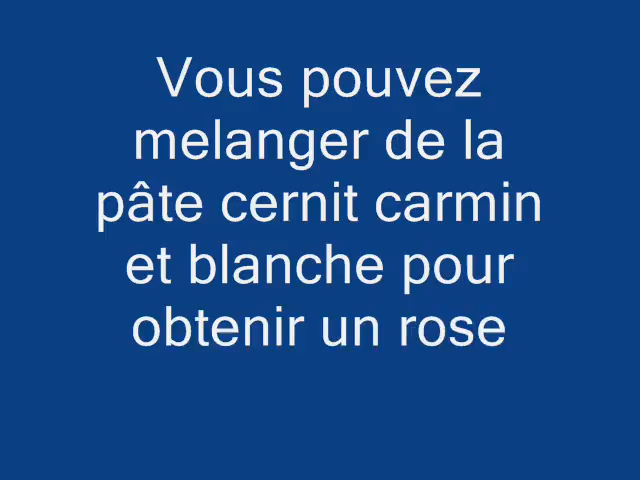 Vous pouvez
melanger de la
pâte cernit carmin
et blanche pour
obtenir un rose